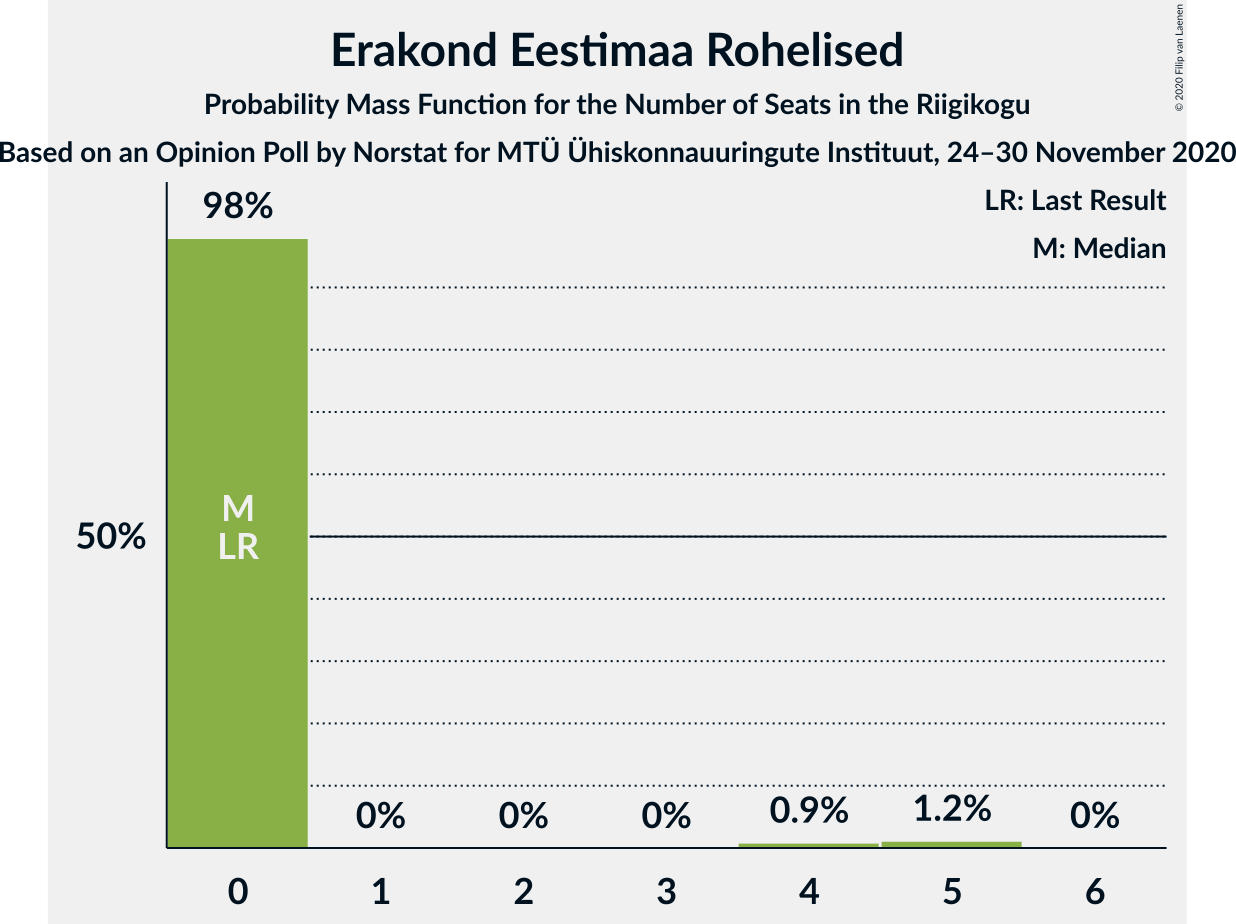 Erakond Eestimaa Rohelised
Probability Mass Function for the Number of Seats in the Riigikogu
Based on an Opinion Poll by Norstat for MTÜ Ühiskonnauuringute Instituut, 24–30 November 2020
© 2020 Filip van Laenen
LR: Last Result
M: Median
98%
M
LR
50%
0% 0% 0% 0.9% 1.2% 0%
0 1 2 3 4 5 6